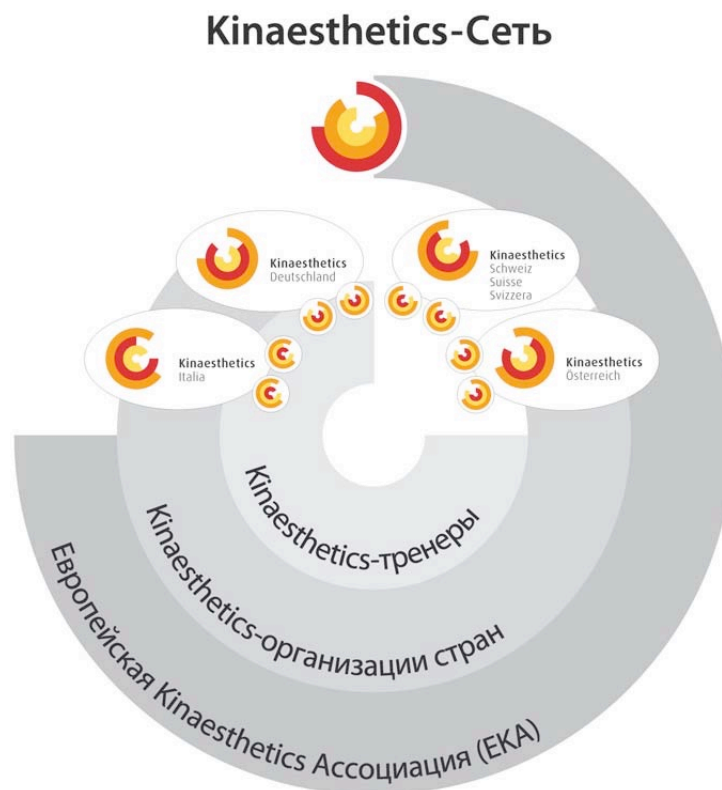 Kinaesthetics-Сеть
Kinaesthetics
Deutschland
Kinaesthetics
Schweiz
Suisse
Svizzera
Kinaesthetics
Italia
Kinaesthetics
Österreich
Kinaesthetics-тренеры
Kinaesthetics-организации стран
Европейская Kinaesthetics Ассоциация (EKA)